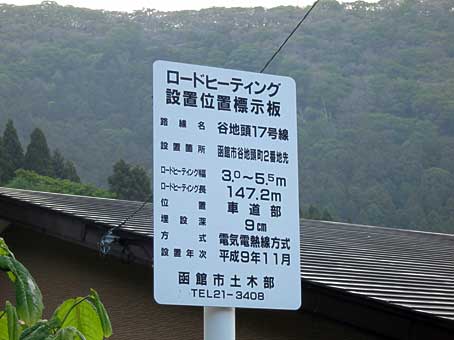 ロードヒーティング
設置位置標示板
路線名 谷地頭17号線
設置箇所 函館市谷地頭町2番地先
ロードヒーティング幅 3.0~5.5m
ロードヒーティング長 147.2m
位置 車道部
埋設深 9cm
方式 電気電熱線方式
設置年次 平成9年11月
函館市土木部
TEL21-3408